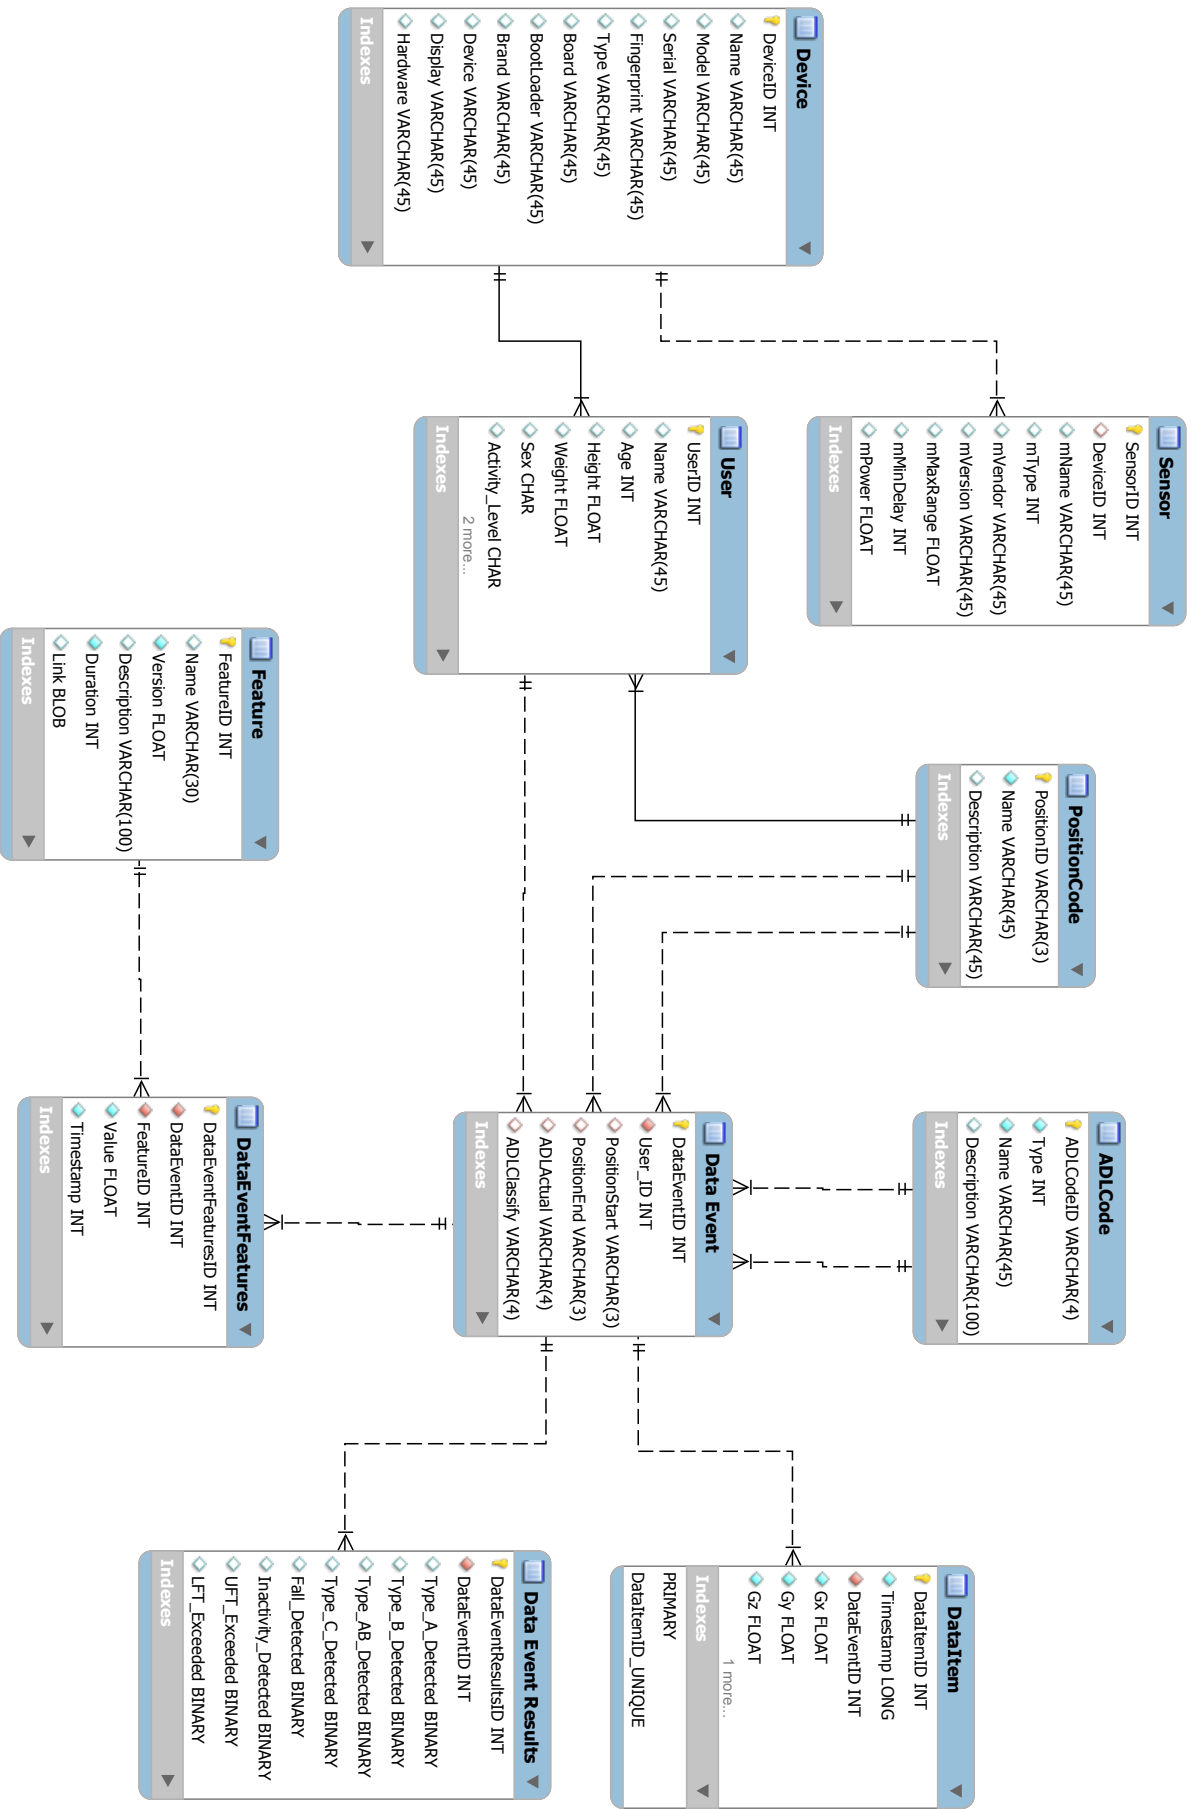 Device
DeviceID INT
Name VARCHAR(45)
Model VARCHAR(45)
Serial VARCHAR(45)
Fingerprint VARCHAR(45)
Type VARCHAR(45)
Board VARCHAR(45)
BootLoader VARCHAR(45)
Brand VARCHAR(45)
Device VARCHAR(45)
Display VARCHAR(45)
Hardware VARCHAR(45)
Indexes
Sensor
SensorID INT
DeviceID INT
mName VARCHAR(45)
mType INT
mVendor VARCHAR(45)
mVersion VARCHAR(45)
mMaxRange FLOAT
mMinDelay INT
mPower FLOAT
Indexes
User
UserID INT
Name VARCHAR(45)
Age INT
Height FLOAT
Weight FLOAT
Sex CHAR
Activity_Level CHAR
2 more...
Indexes
Feature
FeatureID INT
Name VARCHAR(30)
Version FLOAT
Description VARCHAR(100)
Duration INT
Link BLOB
Indexes
PositionCode
PositionID VARCHAR(3)
Name VARCHAR(45)
Description VARCHAR(45)
Indexes
ADLCode
ADLCodeID VARCHAR(4)
Type INT
Name VARCHAR(45)
Description VARCHAR(100)
Indexes
Data Event
DataEventID INT
User_ID INT
PositionStart VARCHAR(3)
PositionEnd VARCHAR(3)
ADLActual VARCHAR(4)
ADLClassify VARCHAR(4)
Indexes
DataEventFeatures
DataEventFeaturesID INT
DataEventID INT
FeatureID INT
Value FLOAT
Timestamp INT
Indexes
DataItem
DataItemID INT
Timestamp LONG
DataEventID INT
Gx FLOAT
Gy FLOAT
Gz FLOAT
1 more...
Indexes
PRIMARY
DataItemID_UNIQUE
Data Event Results
DataEventResultsID INT
DataEventID INT
Type_A_Detected BINARY
Type_B_Detected BINARY
Type_AB_Detected BINARY
Type_C_Detected BINARY
Fall_Detected BINARY
Inactivity_Detected BINARY
UFT_Exceeded BINARY
LFT_Exceeded BINARY
Indexes